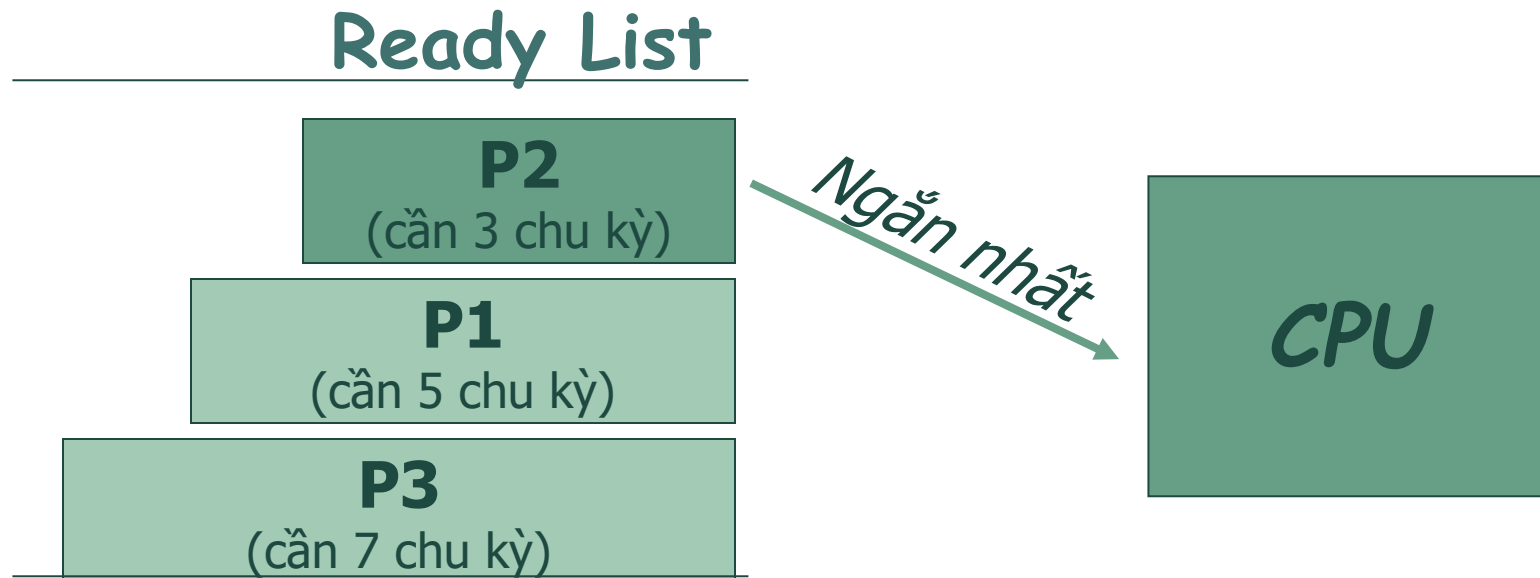 Ready List
P2
(cần 3 chu kỳ)
Ngắn nhất
P1
(cần 5 chu kỳ)
CPU
P3
(cần 7 chu kỳ)